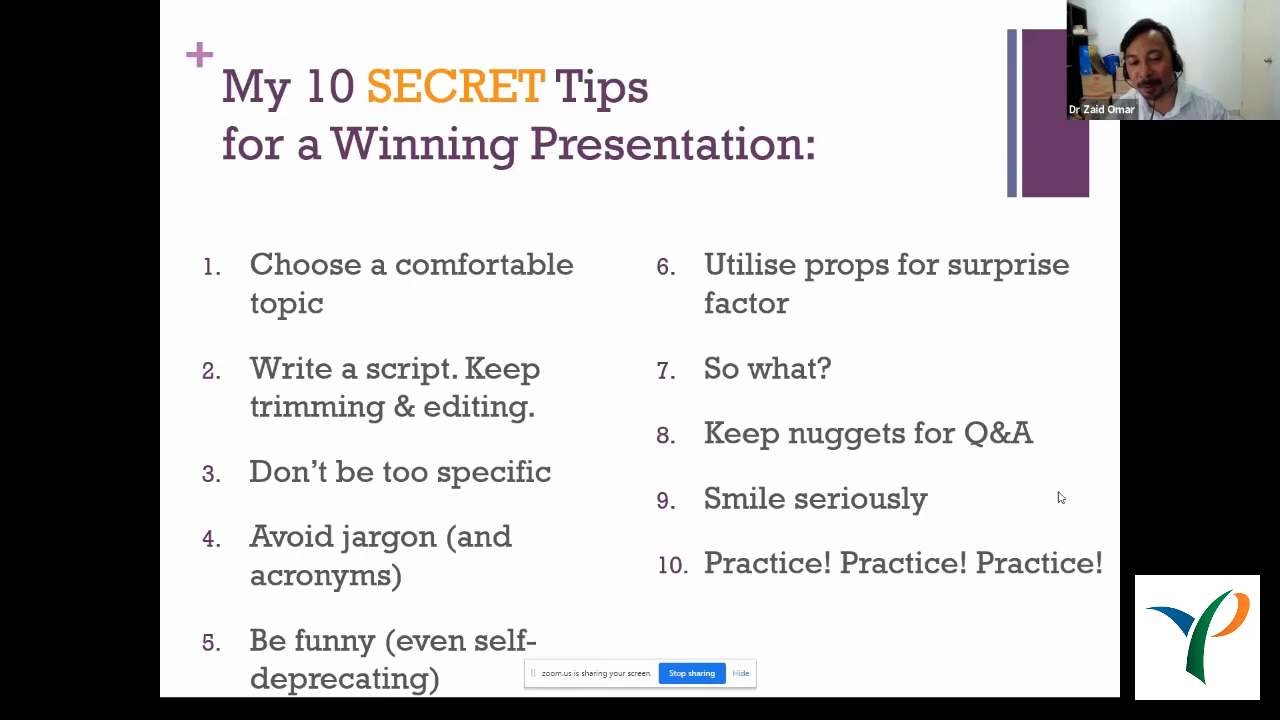 +
My 10 SECRET Tips
for a Winning Presentation:
1. Choose a comfortable
topic
2. Write a script. Keep
trimming & editing.
3. Don't be too specific
4. Avoid jargon (and
acronyms)
5. Be funny (even self-
deprecating)
6. Utilise props for surprise
factor
7. So what?
8. Keep nuggets for Q&A
9. Smile seriously
10. Practice! Practice! Practice!
Dr Zaid Omar
zoom.us is sharing your screen. Stop sharing Hide